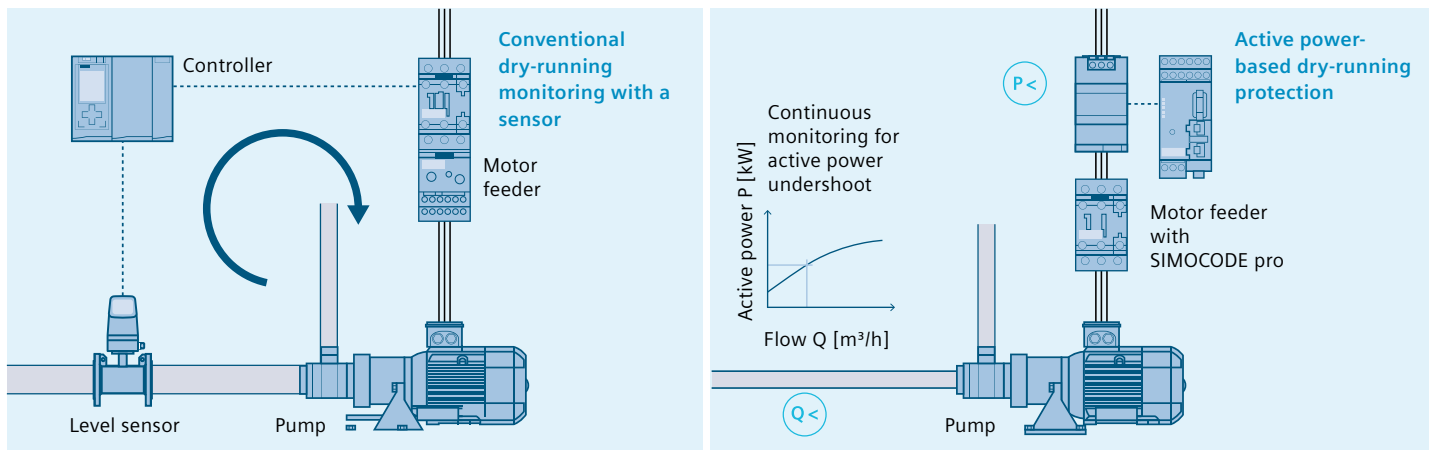 Controller
Conventional
dry-running
monitoring with a
sensor
Motor
feeder
Level sensor
Pump
P<
Active power-
based dry-running
protection
Continuous
monitoring for
active power
undershoot
Active power P [kW]
Flow Q [m³/h]
Motor feeder
with
SIMOCODE pro
Q<
Pump